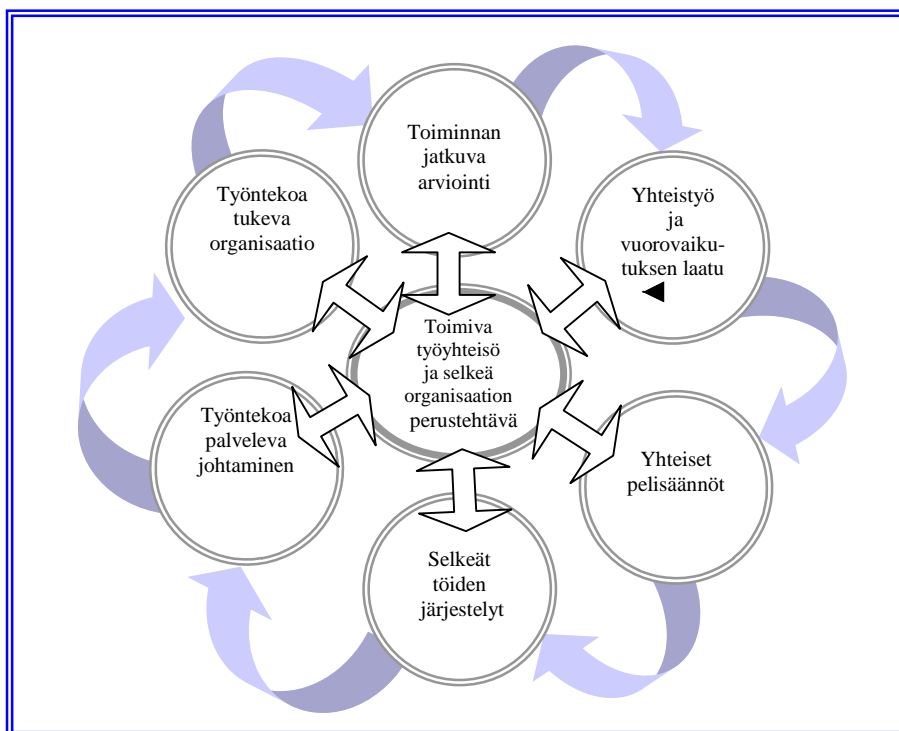 Toiminnan
jatkuva
arviointi
Yhteistyö
ja
vuorovaiku-
tuksen laatu
Yhteiset
pelisäännöt
Selkeät
töiden
järjestelyt
Työntekoa
palveleva
johtaminen
Työntekoa
tukeva
organisaatio
Toimiva
työyhteisö
ja selkeä
organisaation
perustehtävä